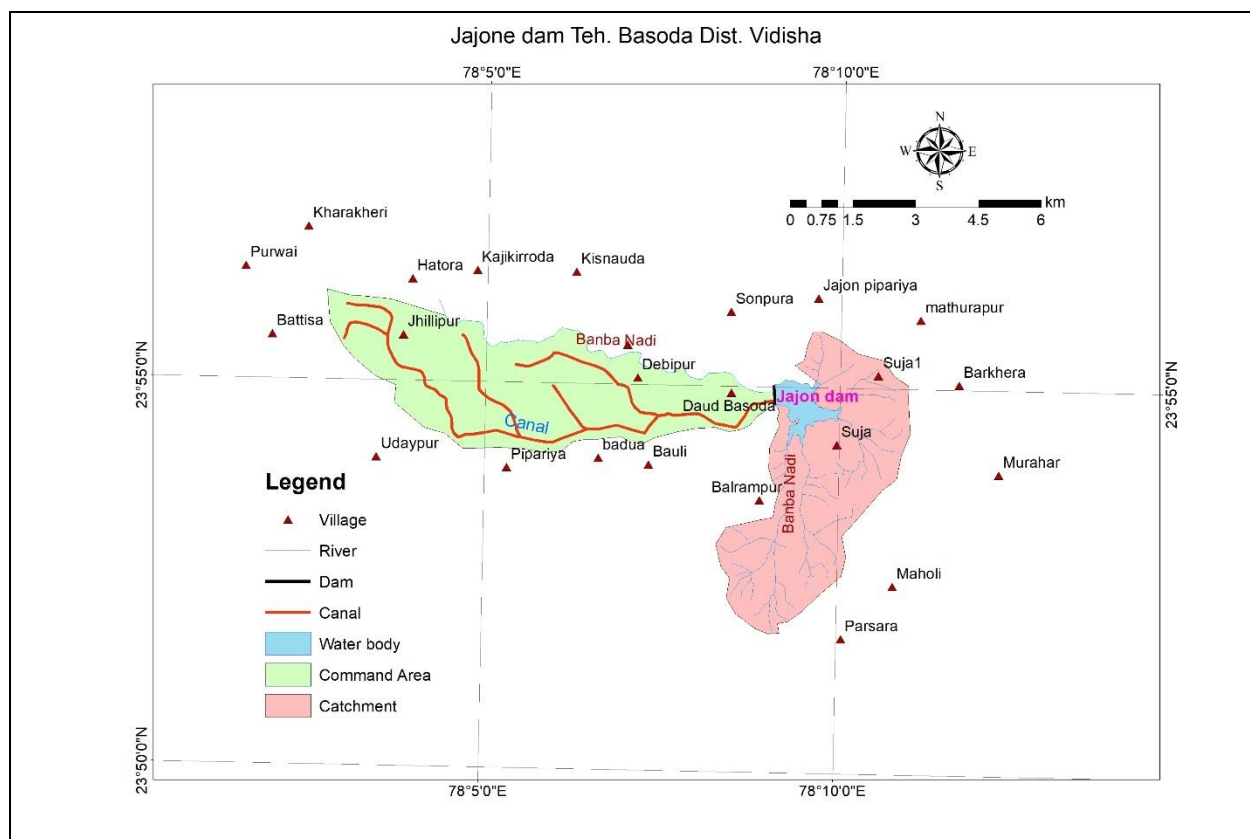 Jajone dam Teh. Basoda Dist. Vidisha
78°5'0"E
78°10'0"E
N
W
E
S
km
0 0.75 1.5 3 4.5 6
Kharakheri
Purwai
Hatora
Kajikirroda
Kisnauda
Sonpura
Jajon pipariya
mathurapur
Battisa
Jhillipur
Banba Nadi
Debipur
Suja1
Barkhera
23°55'0"N
23°55'0"N
Daud Basoda
Jajon dam
Canal
Suja
Udaypur
Pipariya
badua
Bauli
Balrampur
Banba Nadi
Murahar
Maholi
Parsara
Legend
Village
River
Dam
Canal
Water body
Command Area
Catchment
23°50'0"N
23°50'0"N
78°5'0"E
78°10'0"E